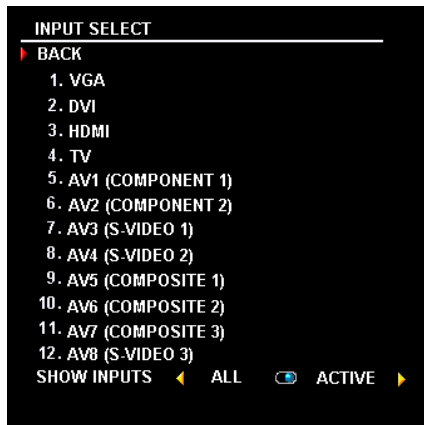 INPUT SELECT
BACK
1. VGA
2. DVI
3. HDMI
4. TV
5. AV1 (COMPONENT 1)
6. AV2 (COMPONENT 2)
7. AV3 (S-VIDEO 1)
8. AV4 (S-VIDEO 2)
9. AV5 (COMPOSITE 1)
10. AV6 (COMPOSITE 2)
11. AV7 (COMPOSITE 3)
12. AV8 (S-VIDEO 3)
SHOW INPUTS ALL ACTIVE